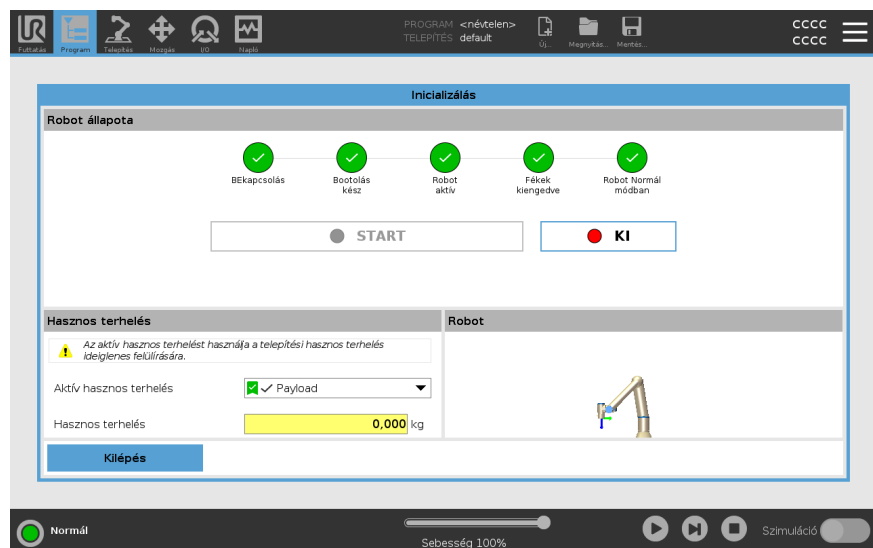 PROGRAM <névtelen>
TELEPÍTÉS default
CCCC
CCCC
Futtatás Program Telepítés Mozgás I/O Napló Új... Megnyitás... Mentés...
Inicializálás
Robot állapota
BEkapcsolás
Bootolás kész
Robot aktív
Fékek kiengedve
Robot Normál módban
START
KI
Hasznos terhelés
Az aktív hasznos terhelést használja a telepítési hasznos terhelés
ideiglenes felülírására.
Aktív hasznos terhelés Payload
Hasznos terhelés 0,000 kg
Robot
Kilépés
Normál
Sebesség 100%
Szimuláció